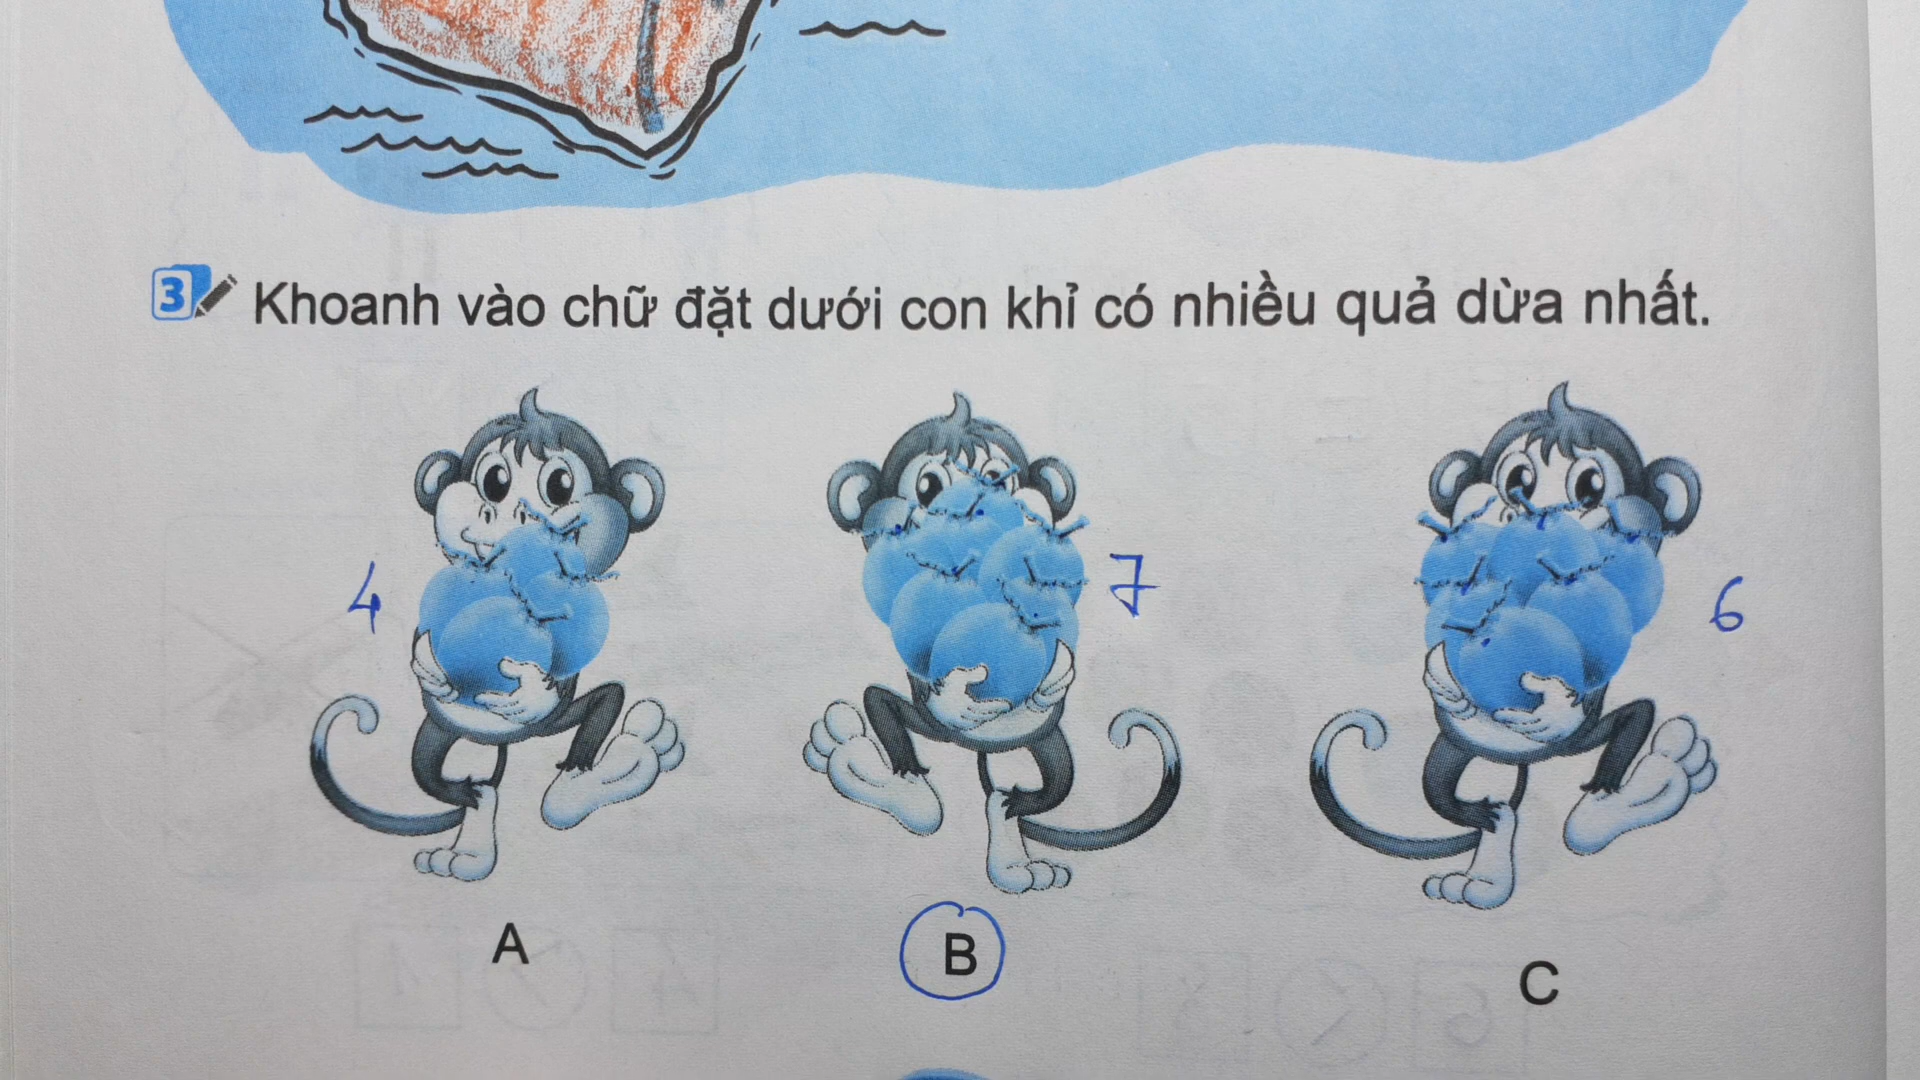 3 Khoanh vào chữ đặt dưới con khỉ có nhiều quả dừa nhất.
4 7 6
A B C